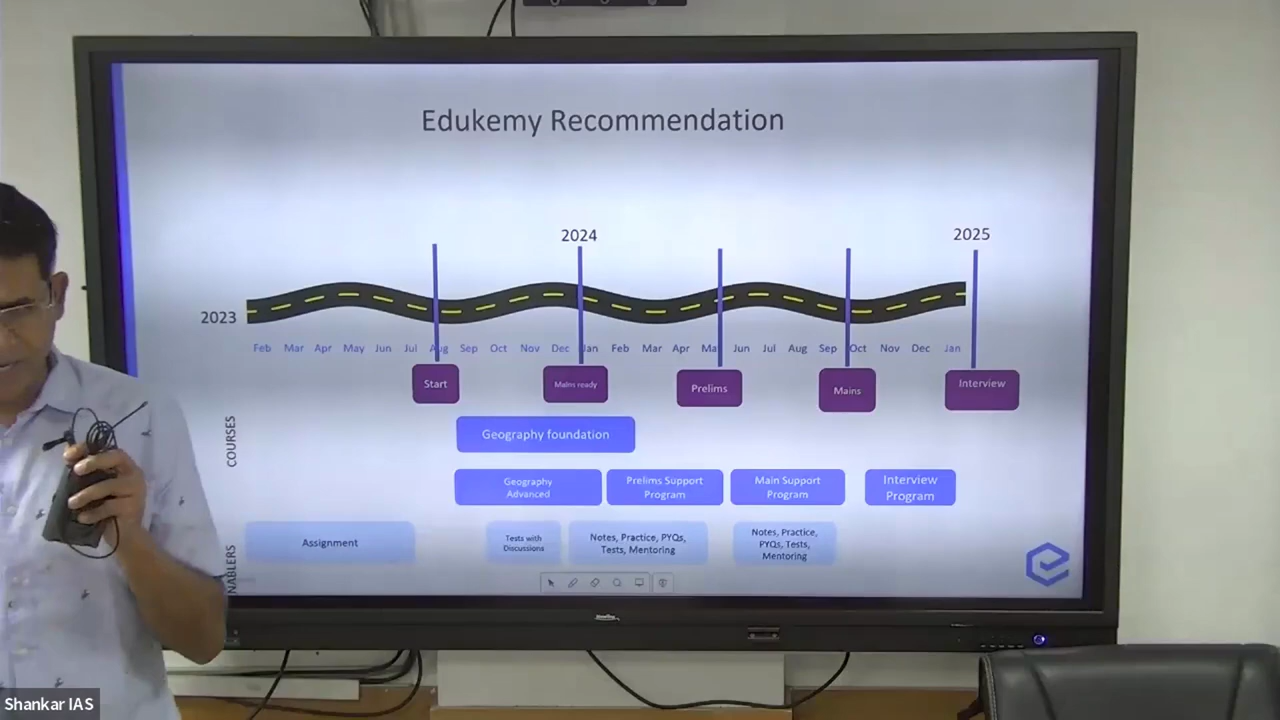 Edukemy Recommendation
2024
2025
2023
Feb Mar Apr May Jun Jul Aug Sep Oct Nov Dec Jan Feb Mar Apr May Jun Jul Aug Sep Oct Nov Dec Jan
Start
Mains ready
Prelims
Mains
Interview
COURSES
Geography foundation
Geography
Advanced
Prelims Support
Program
Main Support
Program
Interview
Program
Assignment
Tests with
Discussions
Notes, Practice, PYQs,
Tests, Mentoring
Notes, Practice,
PYQs, Tests,
Mentoring
NABLERS
Shankar IAS